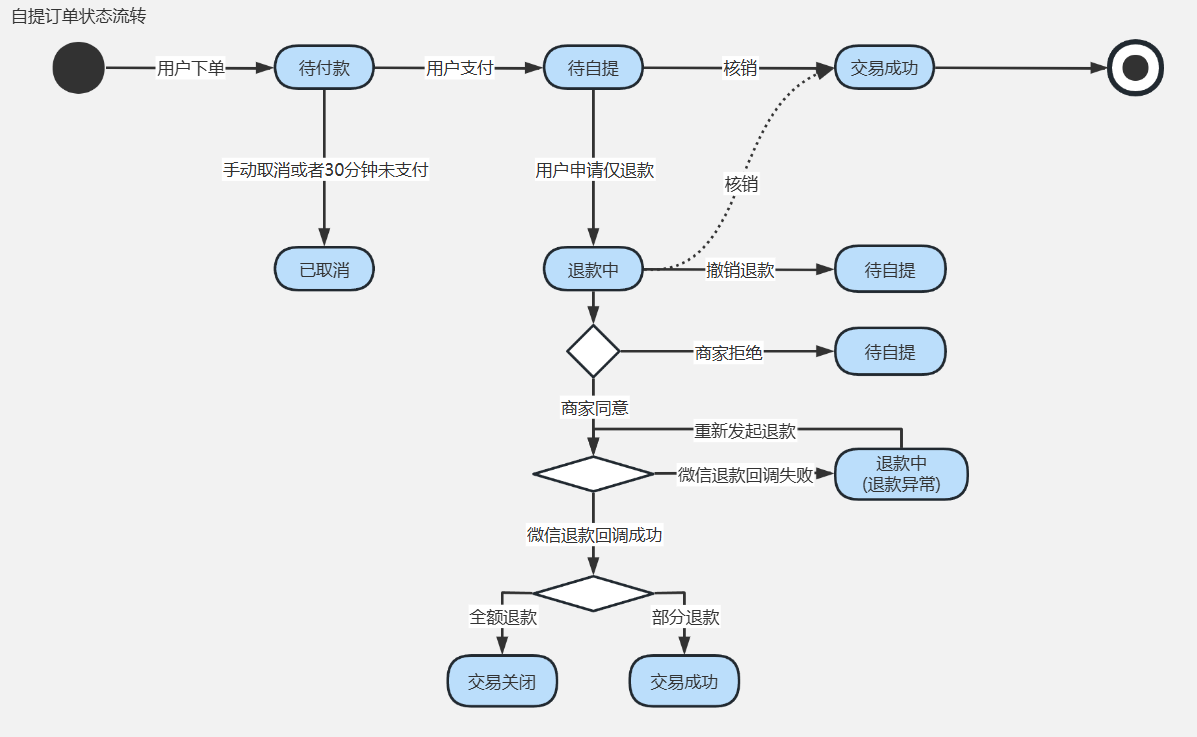 自提订单状态流转
用户下单
待付款
用户支付
待自提
核销
交易成功
手动取消或者30分钟未支付
用户申请仅退款
核销
已取消
退款中
撤销退款
待自提
商家拒绝
待自提
商家同意
重新发起退款
微信退款回调失败
退款中
(退款异常)
微信退款回调成功
全额退款
部分退款
交易关闭
交易成功